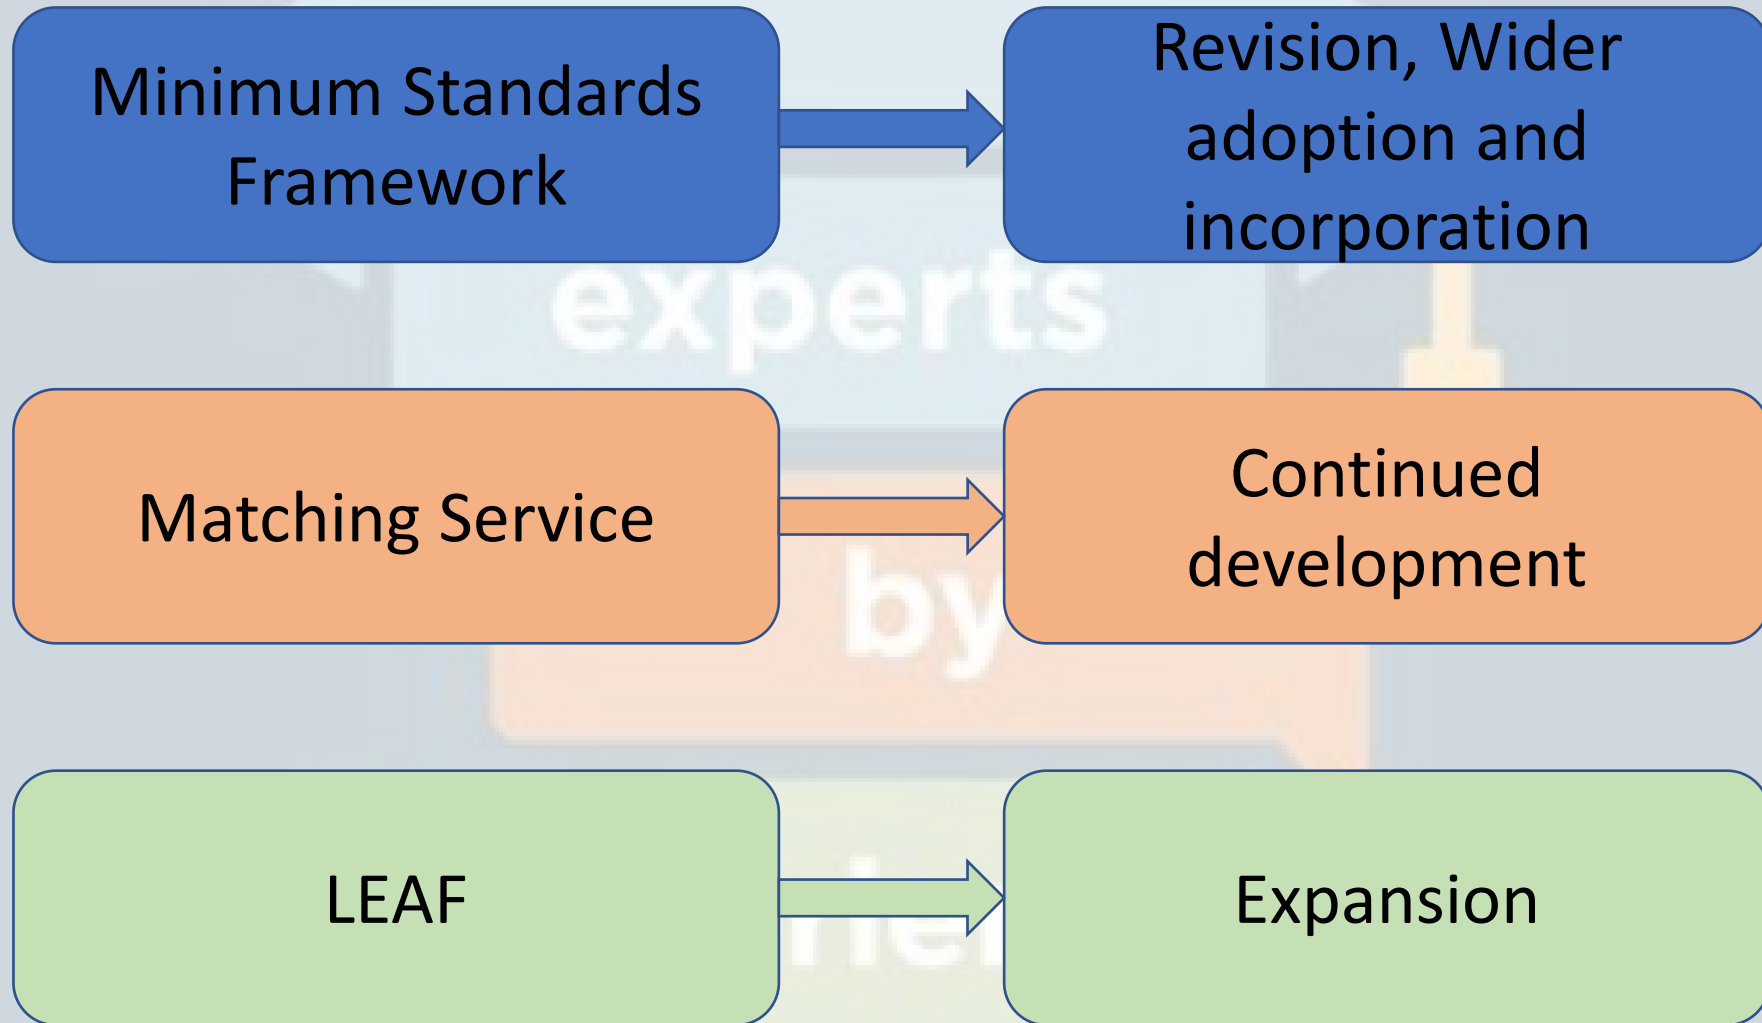 Minimum Standards
Framework
Revision, Wider
adoption and
incorporation
experts
Matching Service
Continued
development
by
LEAF
Expansion